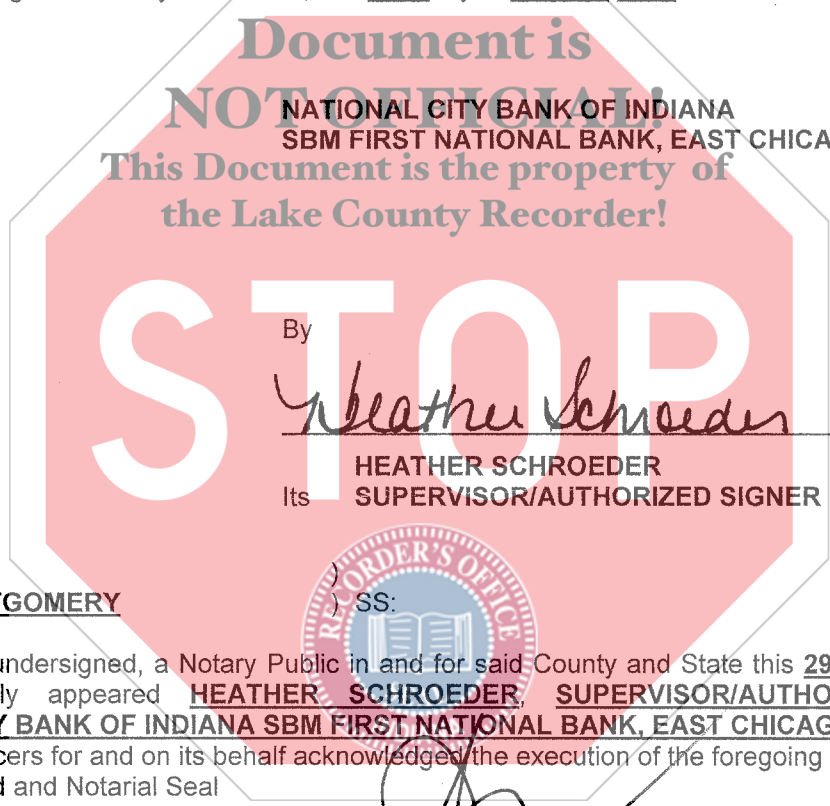 Document is
NOT OFFICIAL!
NATIONAL CITY BANK OF INDIANA
SBM FIRST NATIONAL BANK, EAST CHICA
This Document is the property of
the Lake County Recorder!
STOP
By
Heather Schroeder
HEATHER SCHROEDER
Its SUPERVISOR/AUTHORIZED SIGNER
RECORDER'S OFFICE
)
TGOMERY ) SS:
undersigned, a Notary Public in and for said County and State this 29
ly appeared HEATHER SCHROEDER, SUPERVISOR/AUTHO
Y BANK OF INDIANA SBM FIRST NATIONAL BANK, EAST CHICAG
cers for and on its behalf acknowledged the execution of the foregoing
d and Notarial Seal